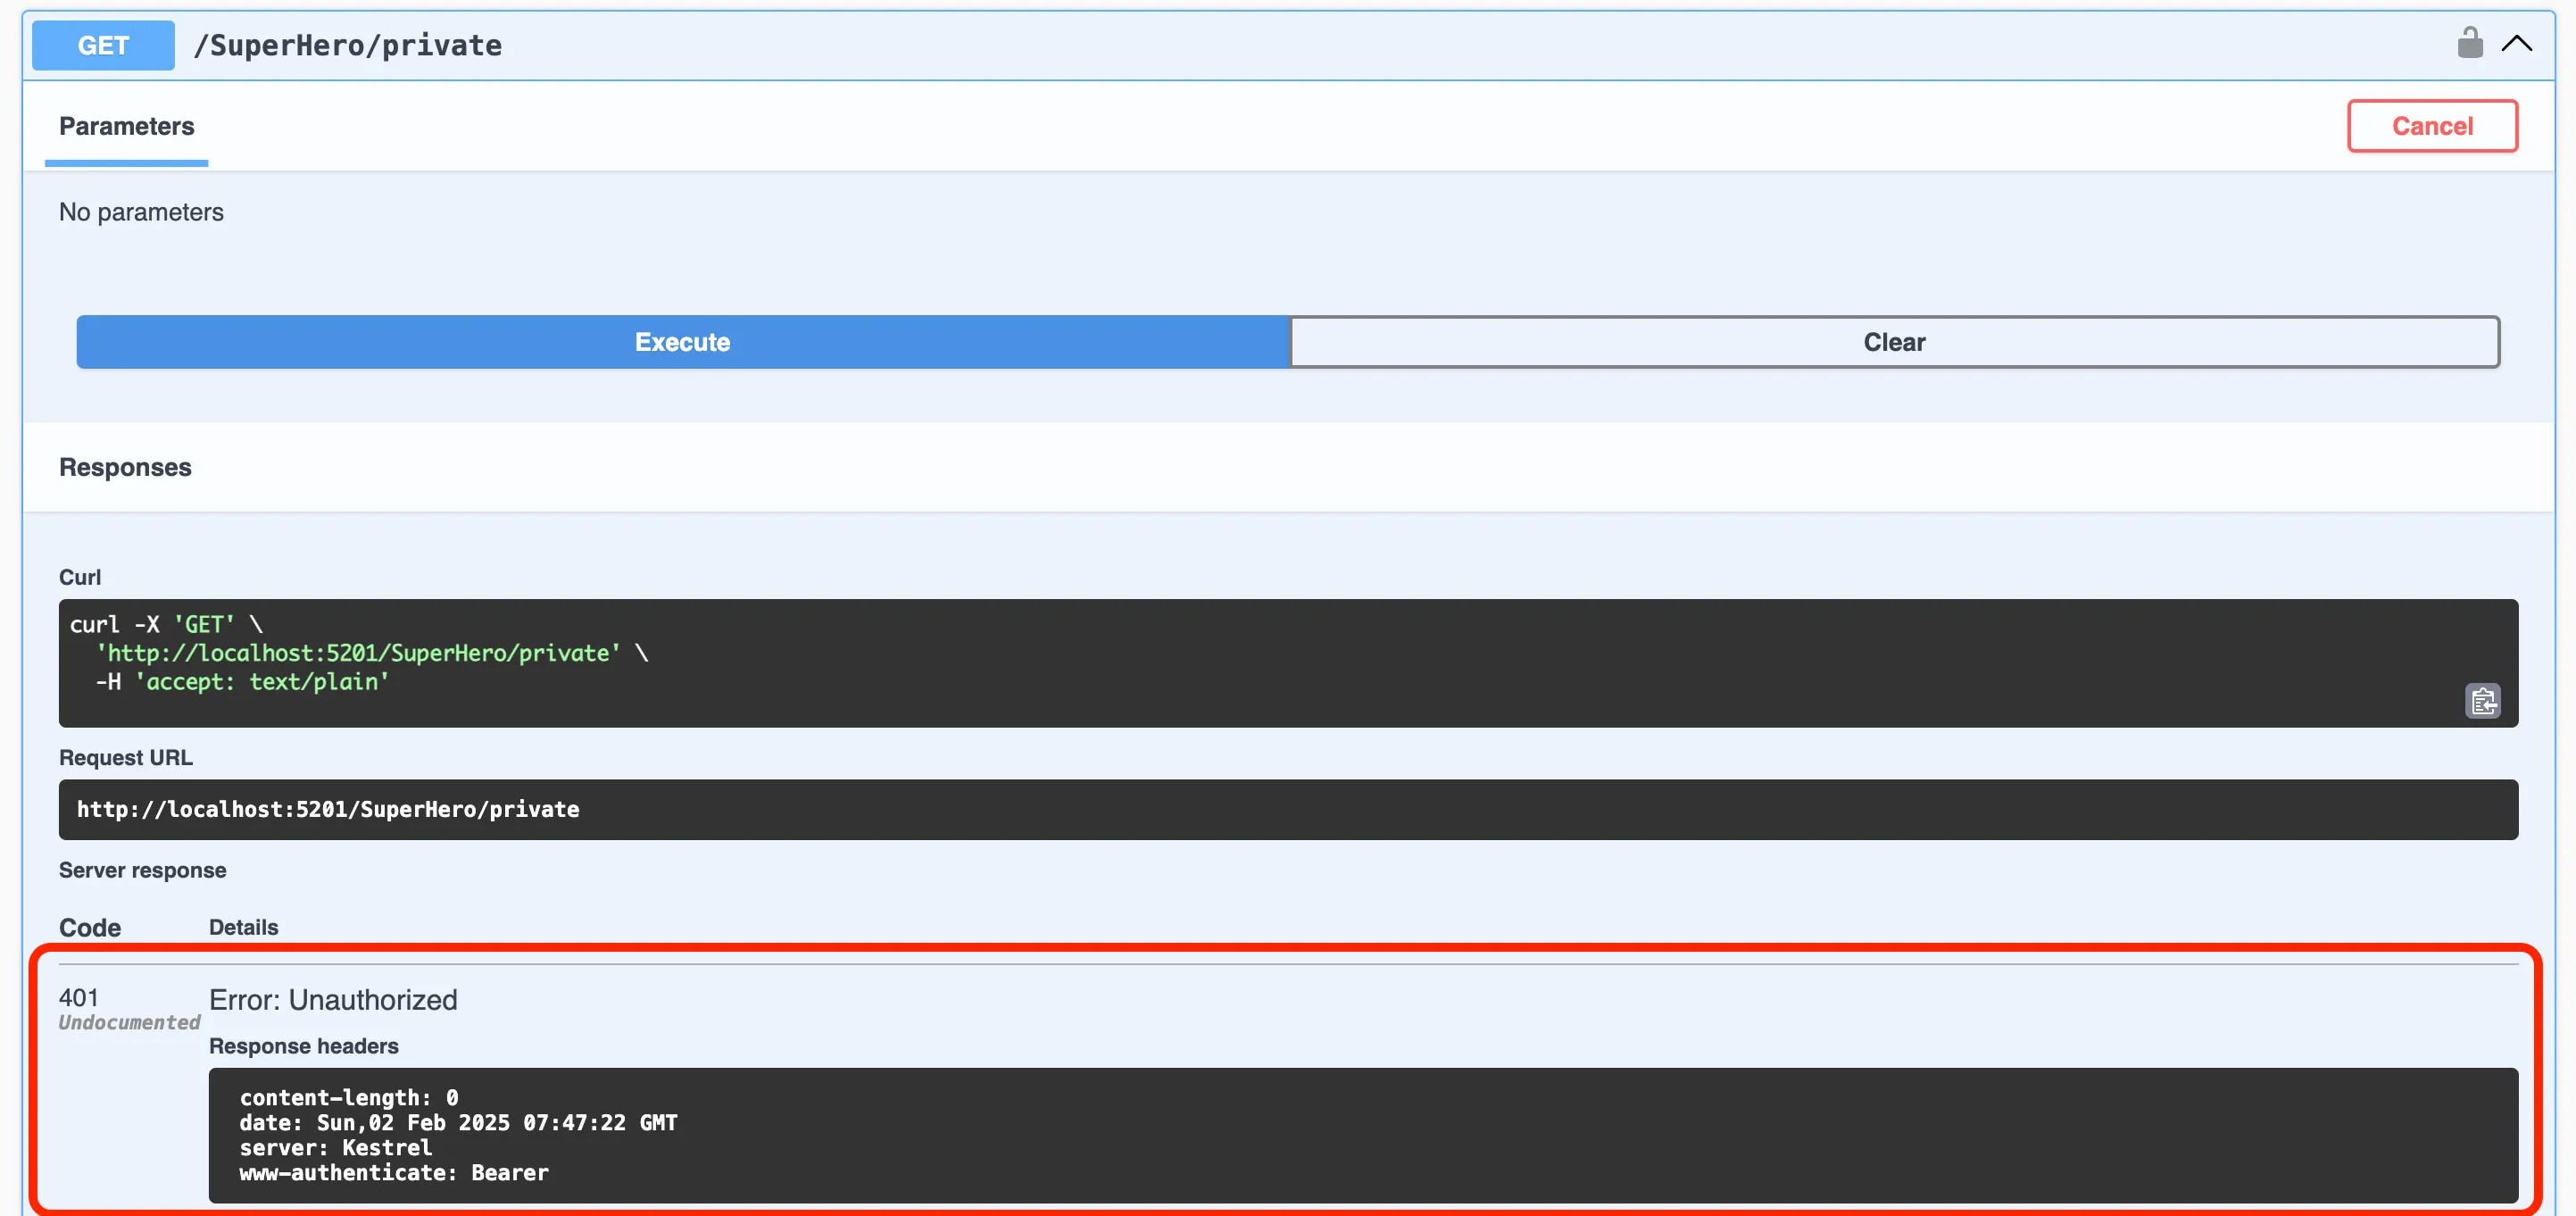 GET /SuperHero/private
Parameters
Cancel
No parameters
Execute
Clear
Responses
Curl
curl -X 'GET' \
'http://localhost:5201/SuperHero/private' \
-H 'accept: text/plain'
Request URL
http://localhost:5201/SuperHero/private
Server response
Code Details
401 Error: Unauthorized
Undocumented
Response headers
content-length: 0
date: Sun,02 Feb 2025 07:47:22 GMT
server: Kestrel
www-authenticate: Bearer